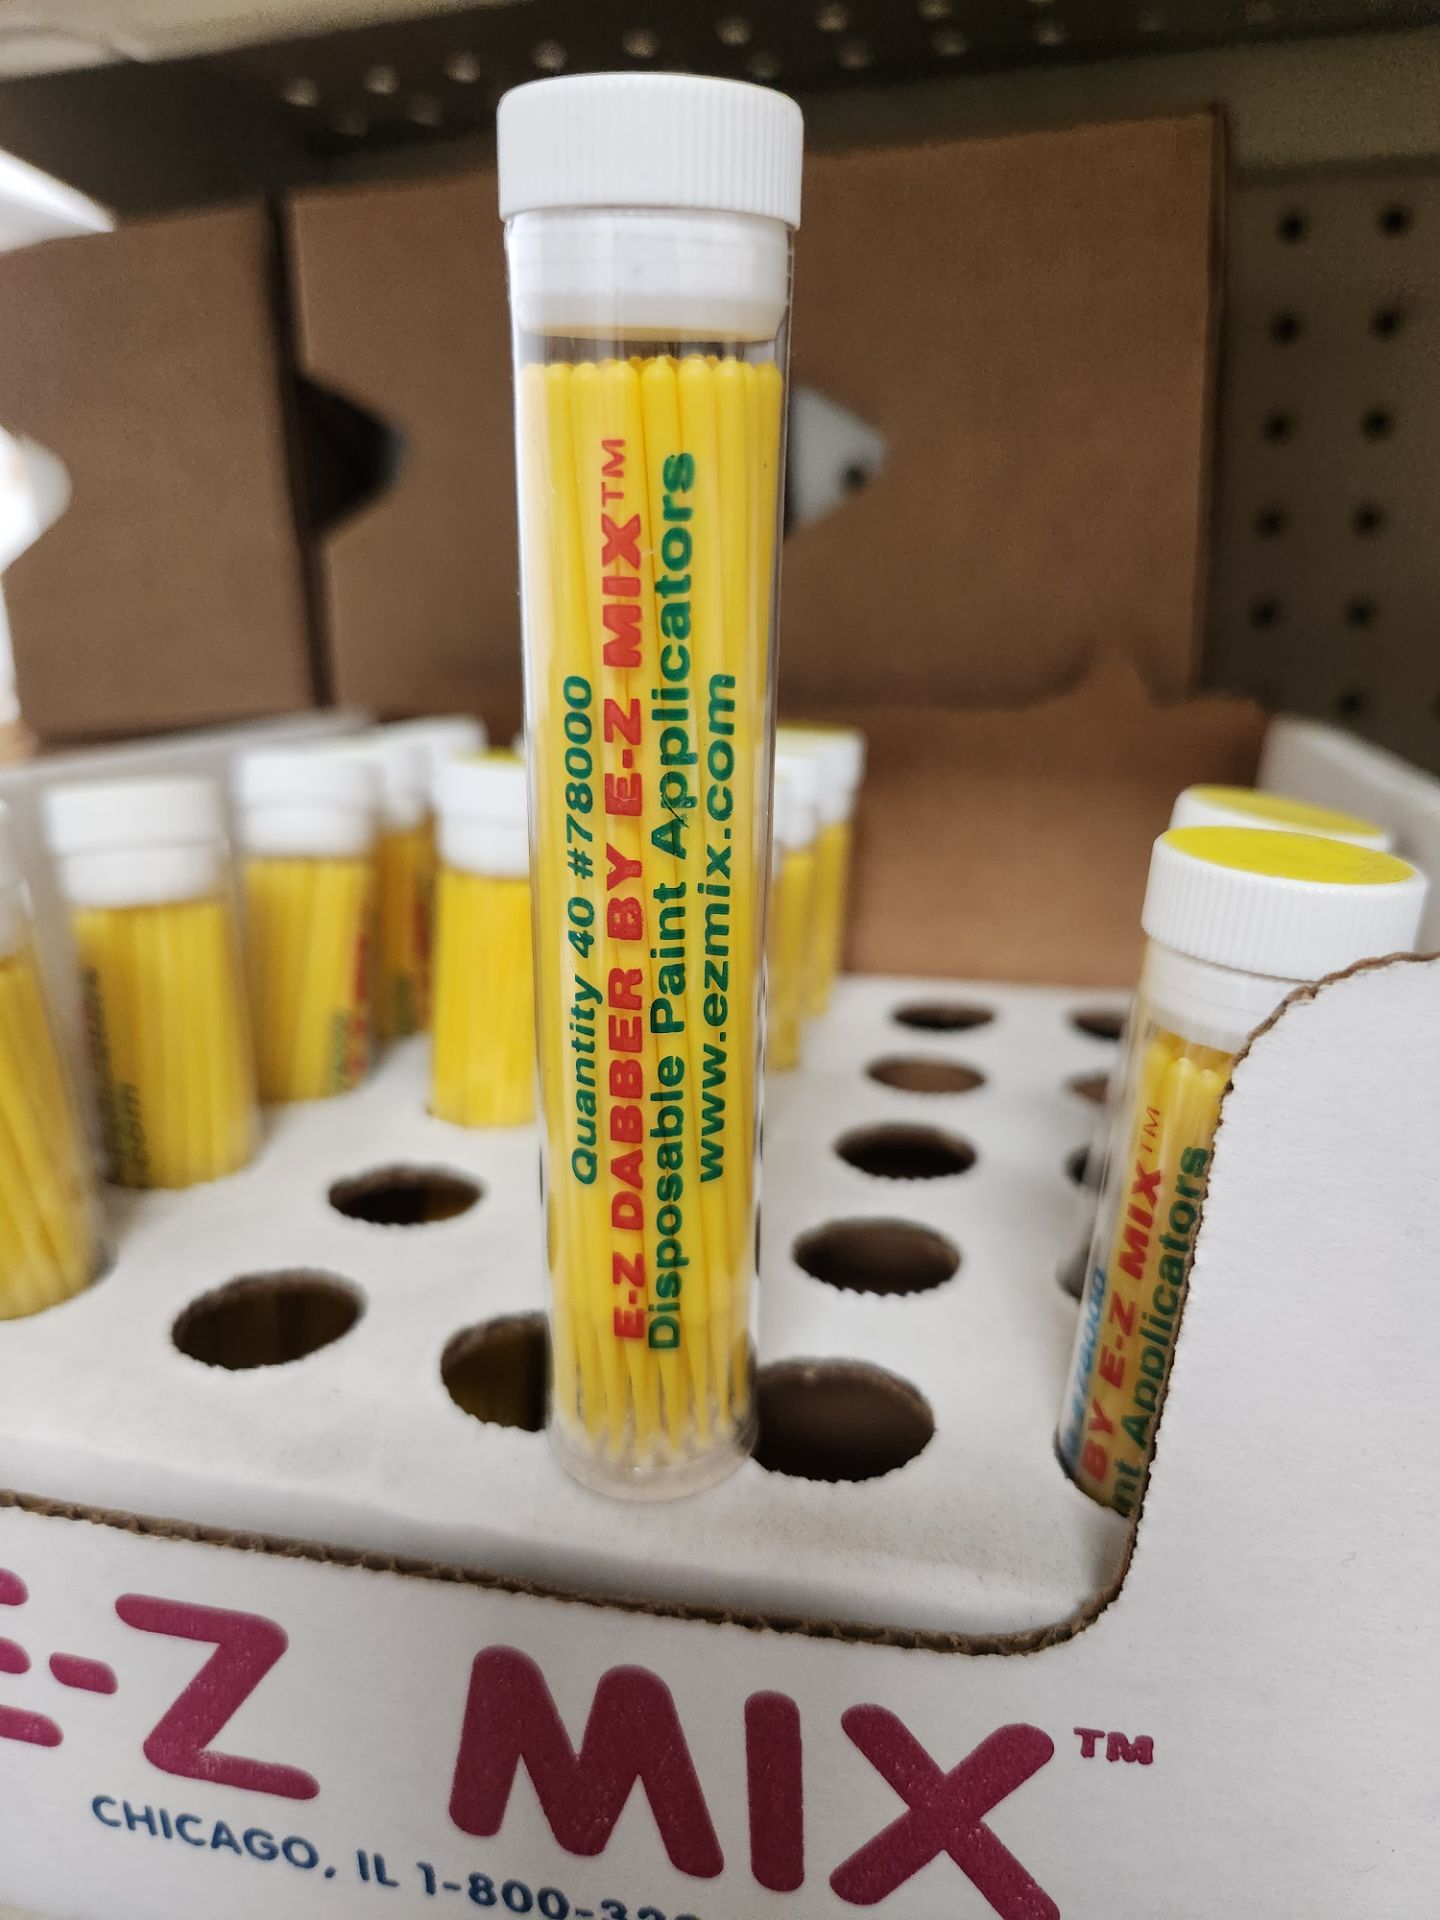 Quantity 40 #78000
E-Z DABBER BY E-Z MIX™
Disposable Paint Applicators
www.ezmix.com
BY E-Z MIX™
nt Applicators
E-Z MIX™
CHICAGO, IL 1-800-